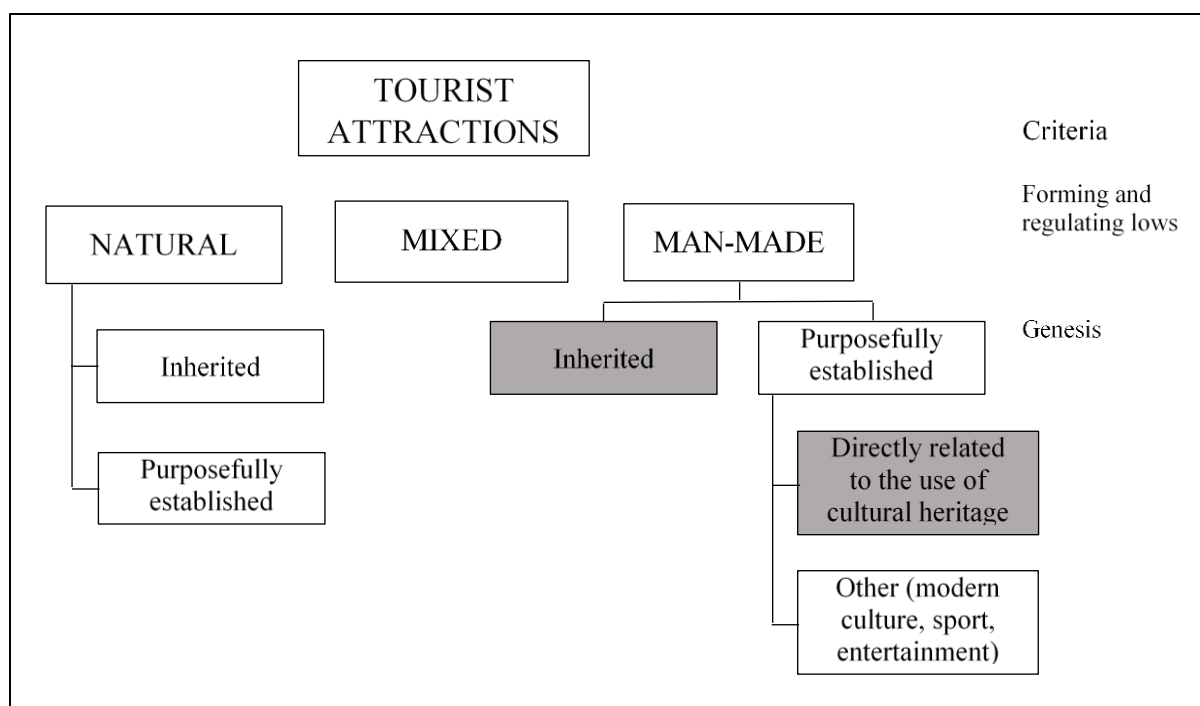 TOURIST
ATTRACTIONS
Criteria
Forming and
regulating lows
NATURAL
MIXED
MAN-MADE
Genesis
Inherited
Inherited
Purposefully
established
Purposefully
established
Directly related
to the use of
cultural heritage
Other (modern
culture, sport,
entertainment)